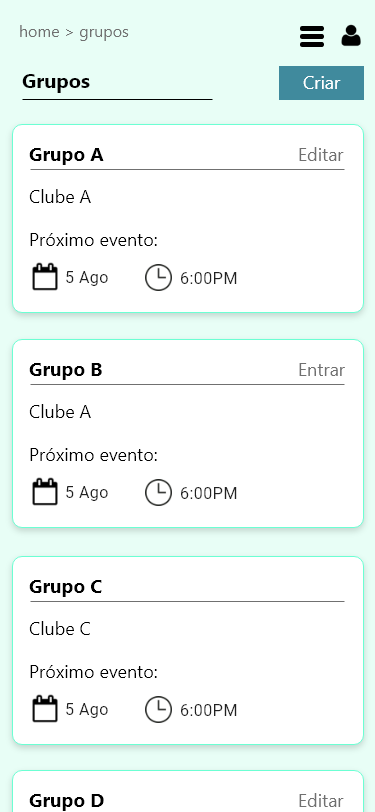 home > grupos
Grupos
Criar
Grupo A
Editar
Clube A
Próximo evento:
5 Ago
6:00PM
Grupo B
Entrar
Clube A
Próximo evento:
5 Ago
6:00PM
Grupo C
Clube C
Próximo evento:
5 Ago
6:00PM
Grupo D
Editar